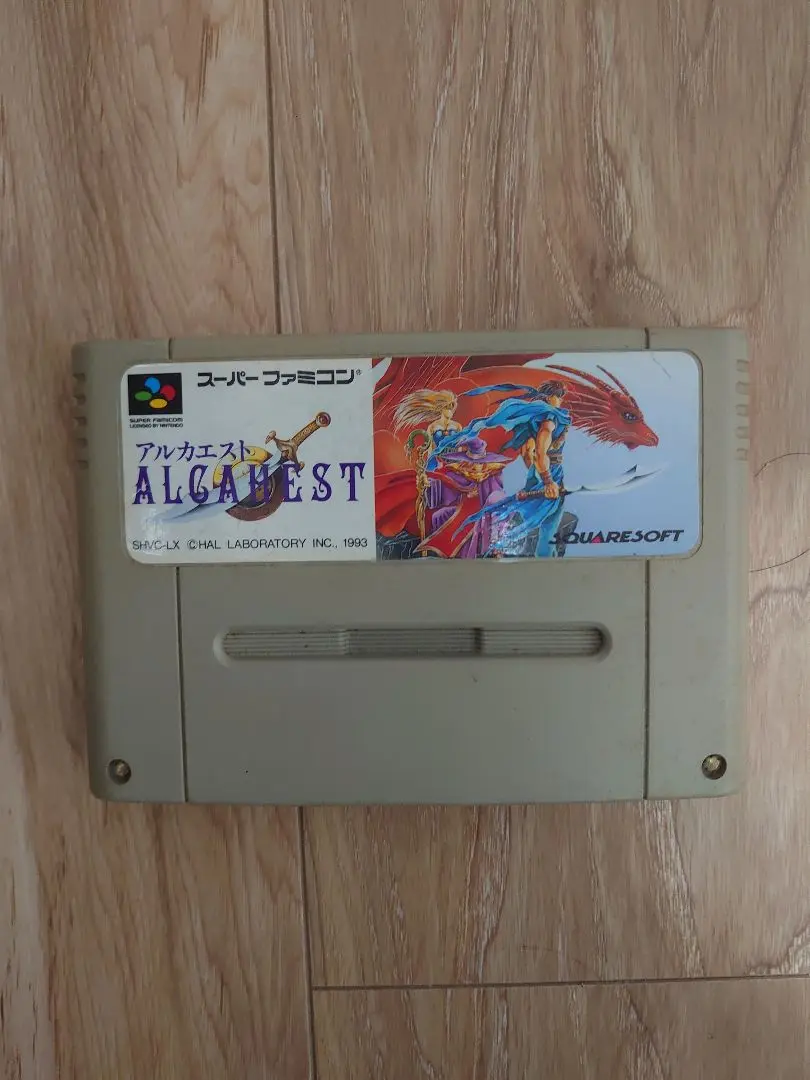 スーパーファミコン®
SUPER FAMICOM
LICENSED BY NINTENDO
アルカエスト
ALCAHEST
SHVC-LX ©HAL LABORATORY INC., 1993
SQUARESOFT